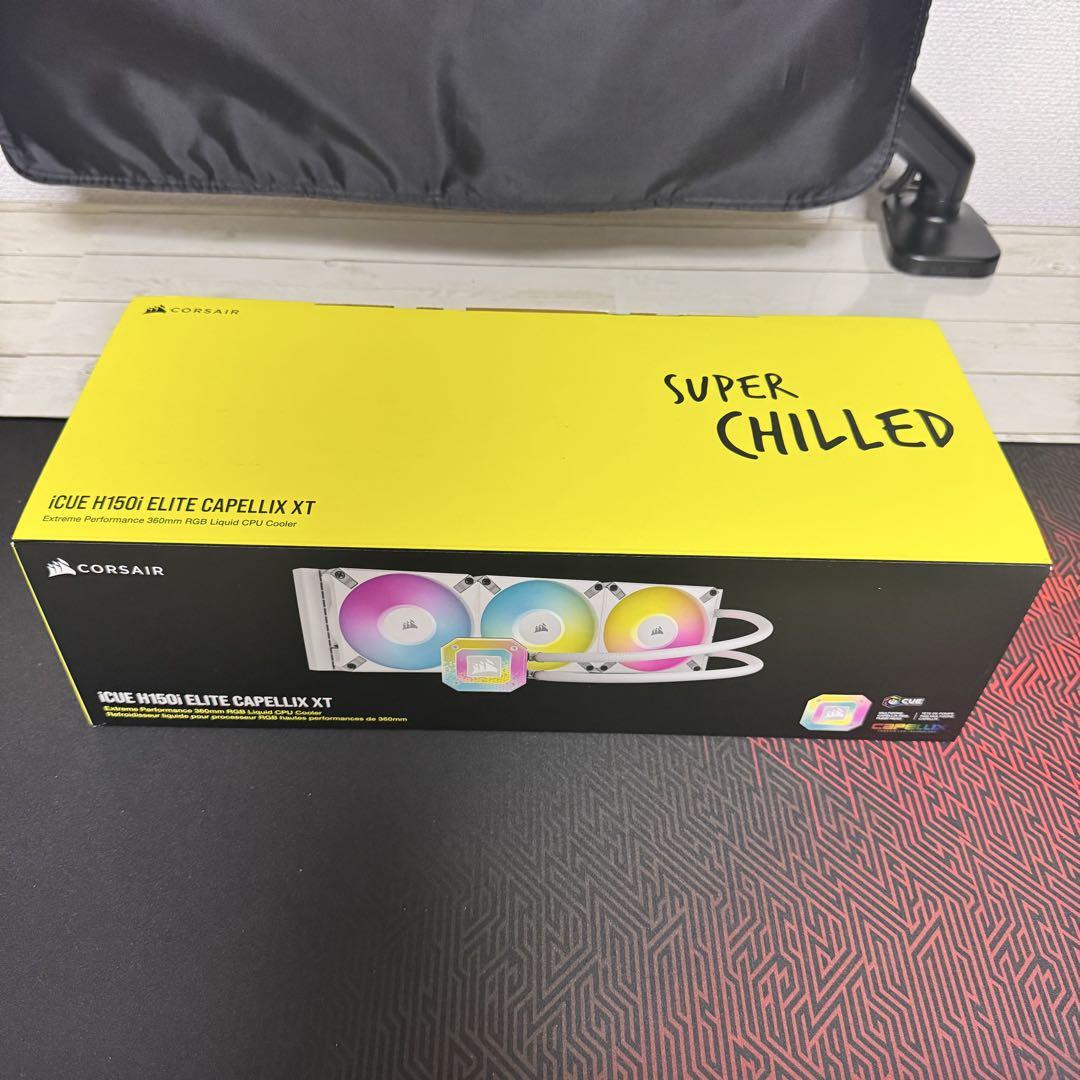 CORSAIR
SUPER
CHILLED
iCUE H150i ELITE CAPELLIX XT
Extreme Performance 360mm RGB Liquid CPU Cooler
CORSAIR
iCUE H150i ELITE CAPELLIX XT
Extreme Performance 360mm RGB Liquid CPU Cooler
Refroidisseur liquide pour processeur RGB hautes performances de 360mm
iCUE
CAPELLIX